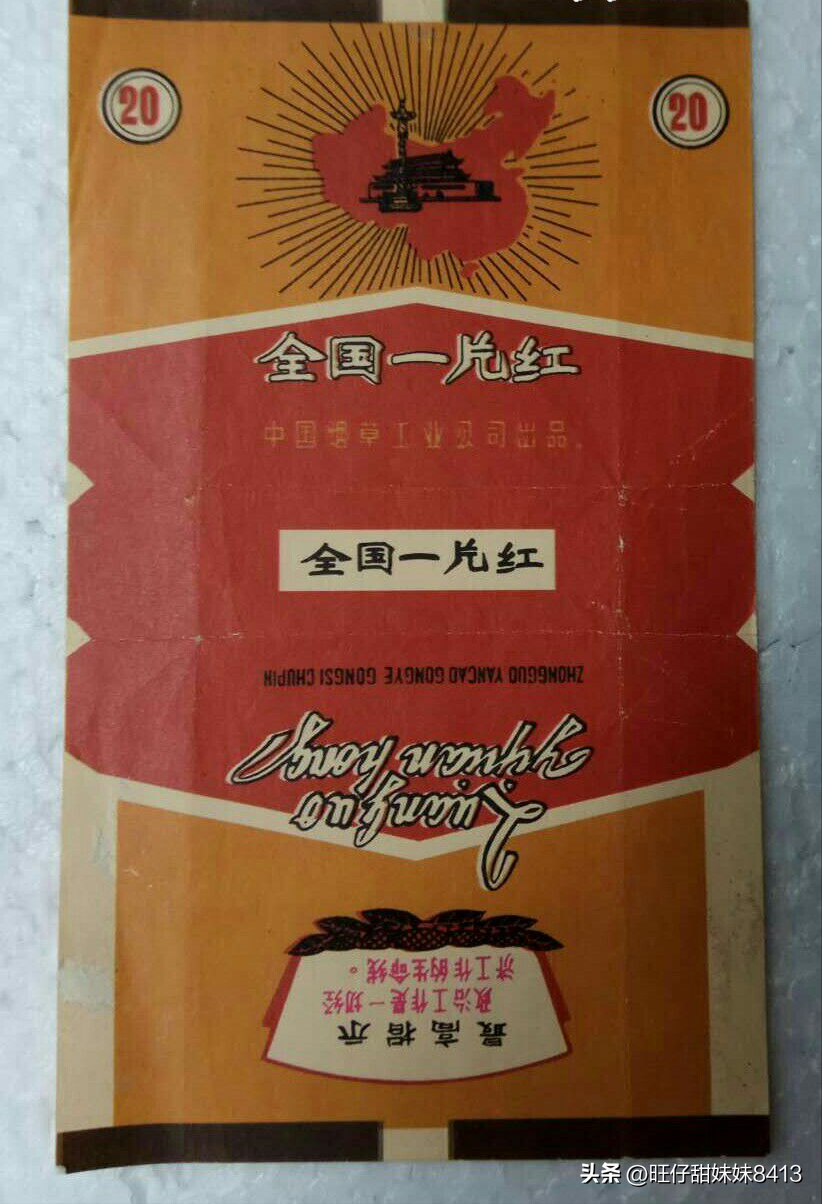 20
20
全国一片红
中国烟草工业公司出品。
全国一片红
ZHONGGUO YANCAO GONGYE GONGSI CHUPIN
Quanguo
yipian hong
最高指示
政治工作是一切经
济工作的生命线。
头条 @旺仔甜妹妹8413